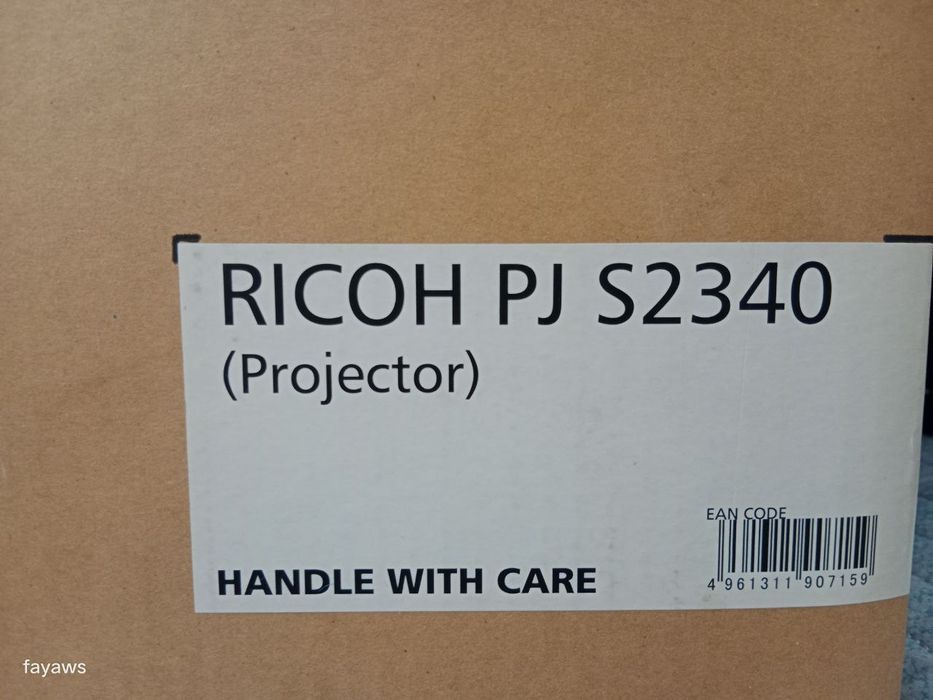 RICOH PJ S2340
(Projector)
EAN CODE
4 961311 907159
HANDLE WITH CARE
fayaws